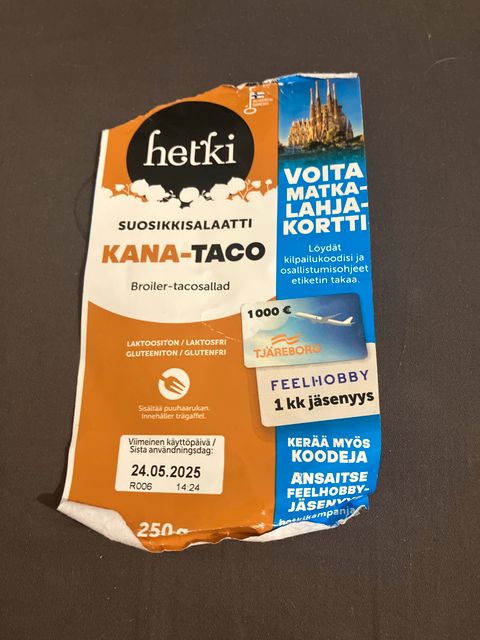 hetki
SUOSIKKISALAATTI
KANA-TACO
Broiler-tacosallad
LAKTOOSITON / LAKTOSFRI
GLUTEENITON / GLUTENFRI
Sisältää puuhaarukan.
Innehåller trägaffel.
Viimeinen käyttöpäivä /
Sista användningsdag:
24.05.2025
R006 14:24
250 g
VOITA
MATKA-
LAHJA-
KORTTI
Löydät
kilpailukoodisi ja
osallistumisohjeet
etiketin takaa.
1000 €
TJÄREBORG
FEELHOBBY
1 kk jäsenyys
KERÄÄ MYÖS
KOODEJA
ANSAITSE
FEELHOBBY-
JÄSENYYS
hetkikampanja